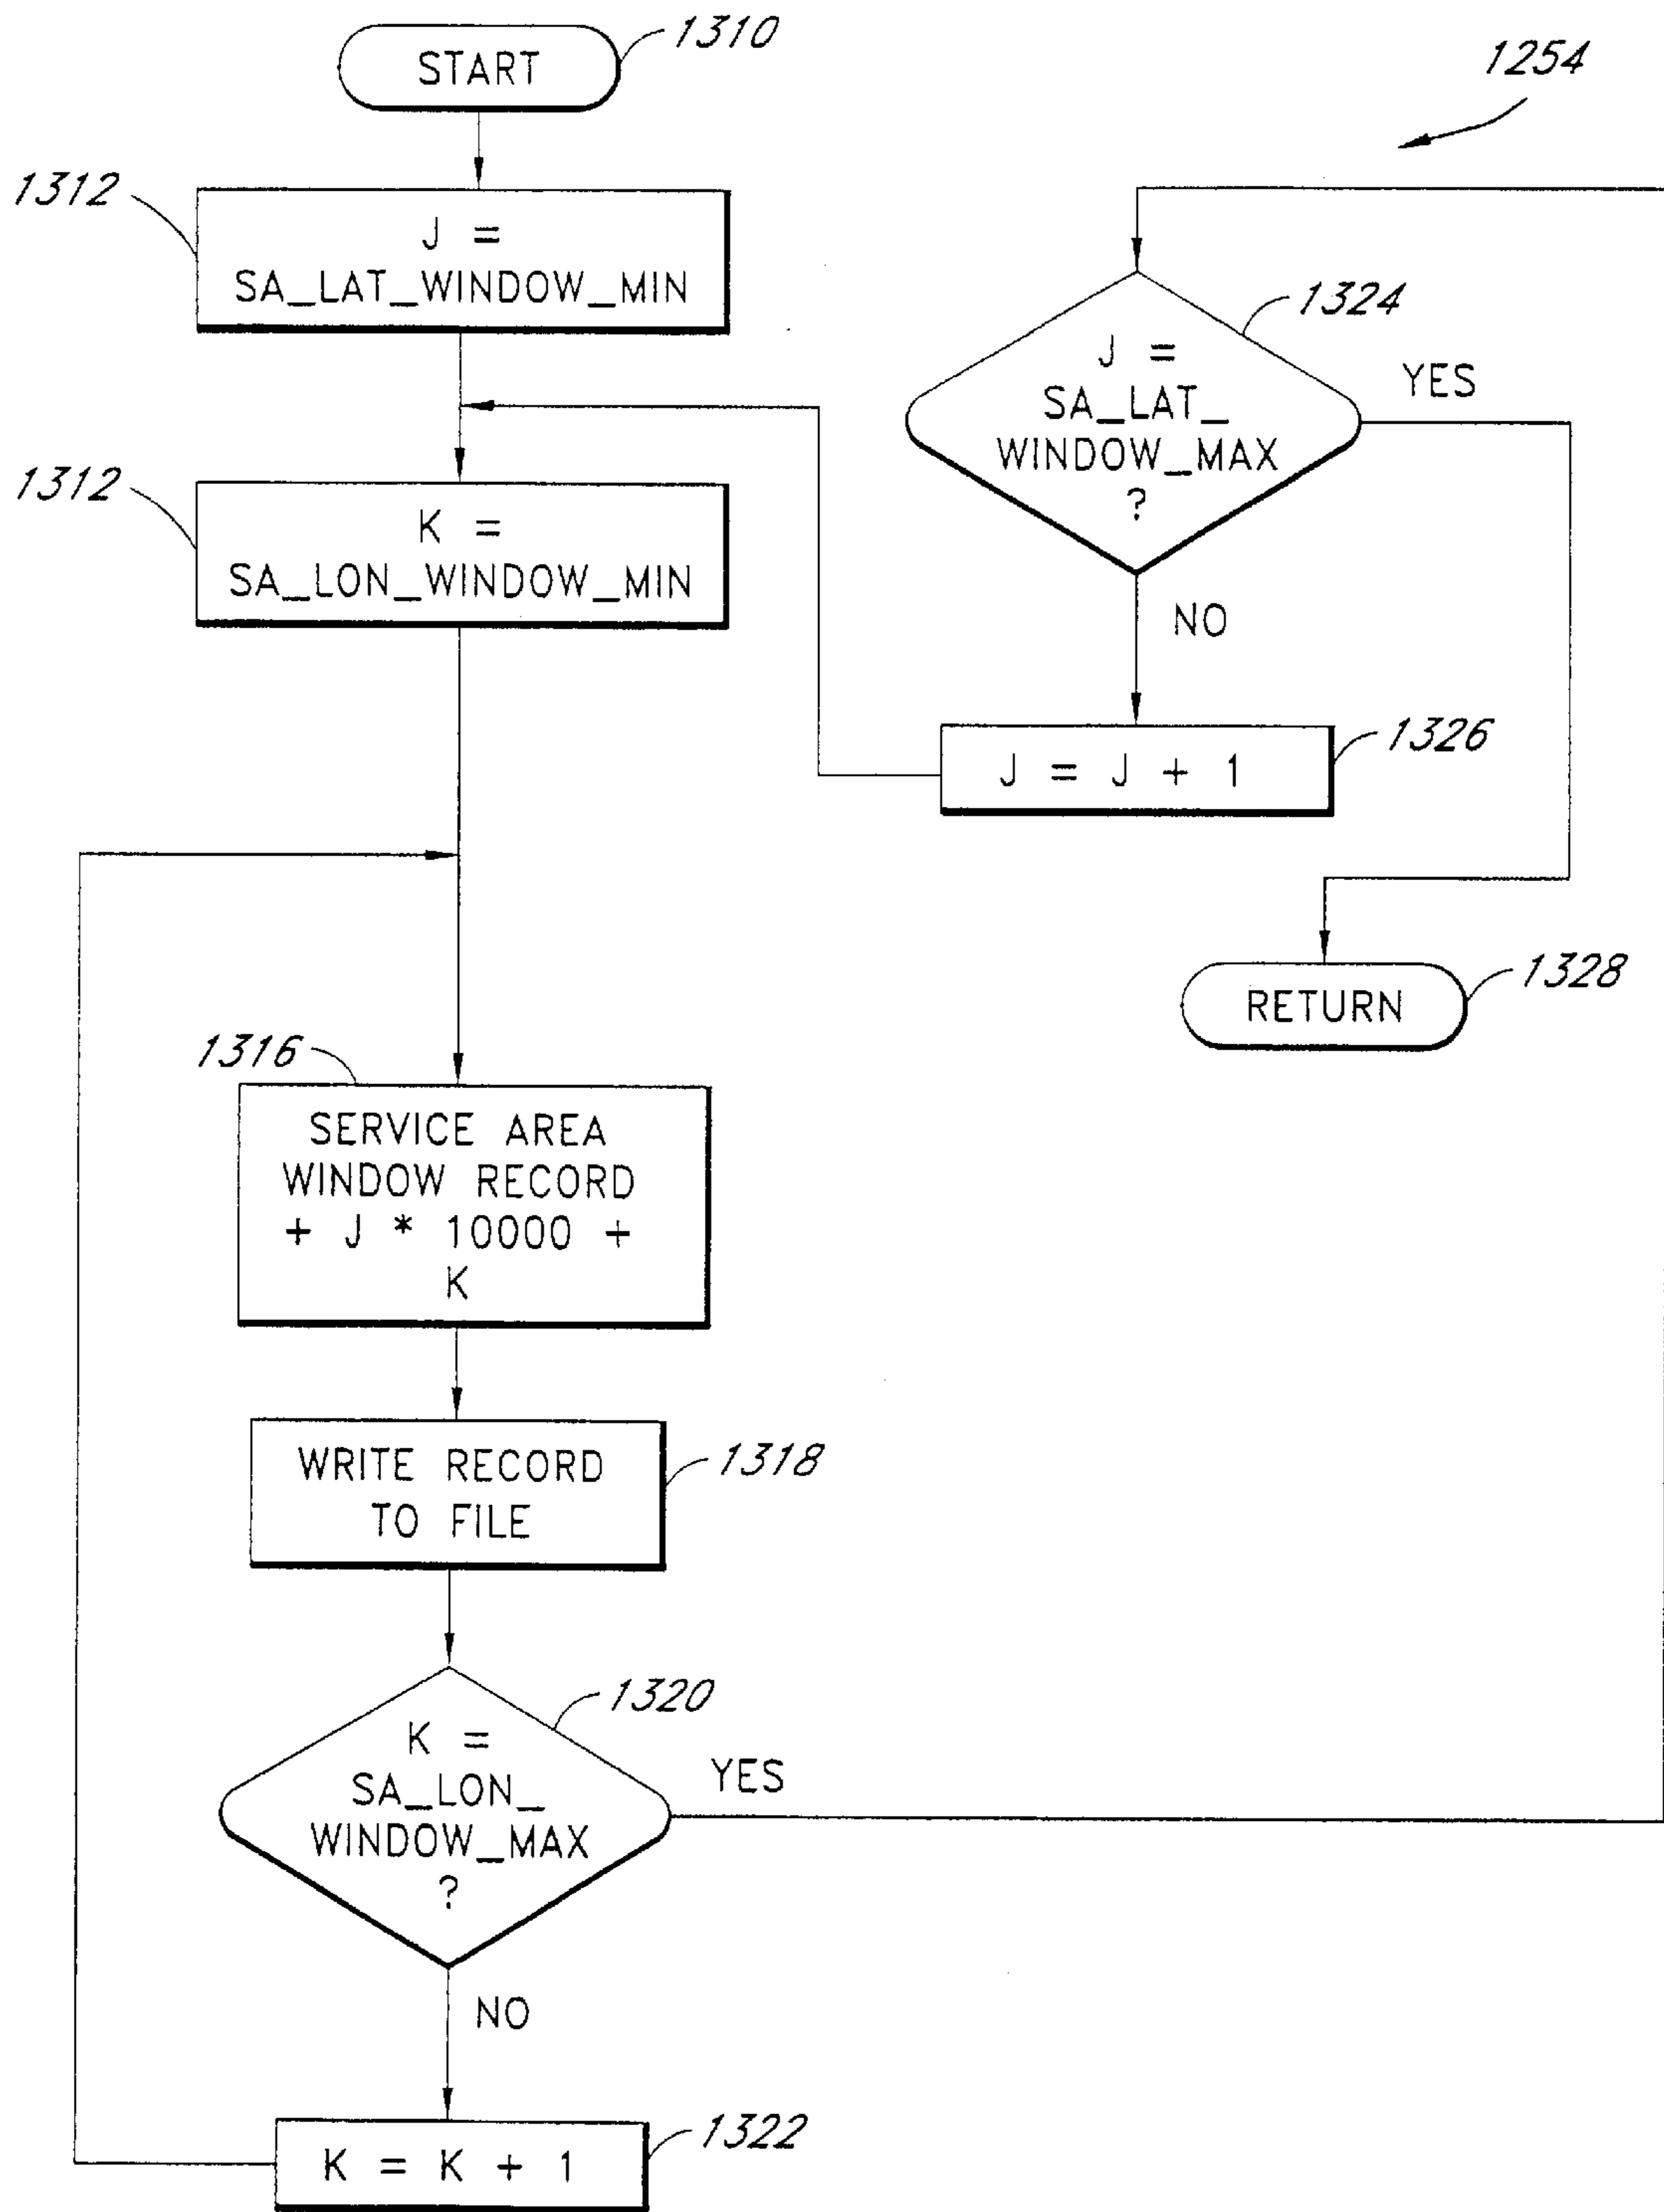 START
1310
1254
1312
J =
SA_LAT_WINDOW_MIN
1312
K =
SA_LON_WINDOW_MIN
1324
J =
SA_LAT_
WINDOW_MAX
?
YES
NO
1326
J = J + 1
1328
RETURN
1316
SERVICE AREA
WINDOW RECORD
+ J * 10000 +
K
WRITE RECORD
TO FILE
1318
1320
K =
SA_LON_
WINDOW_MAX
?
YES
NO
1322
K = K + 1